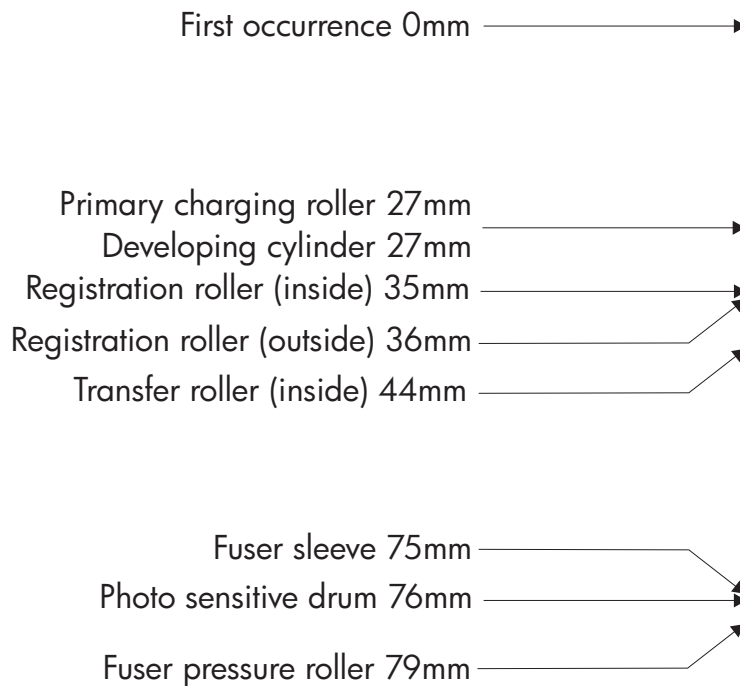 First occurrence 0mm
Primary charging roller 27mm
Developing cylinder 27mm
Registration roller (inside) 35mm
Registration roller (outside) 36mm
Transfer roller (inside) 44mm
Fuser sleeve 75mm
Photo sensitive drum 76mm
Fuser pressure roller 79mm